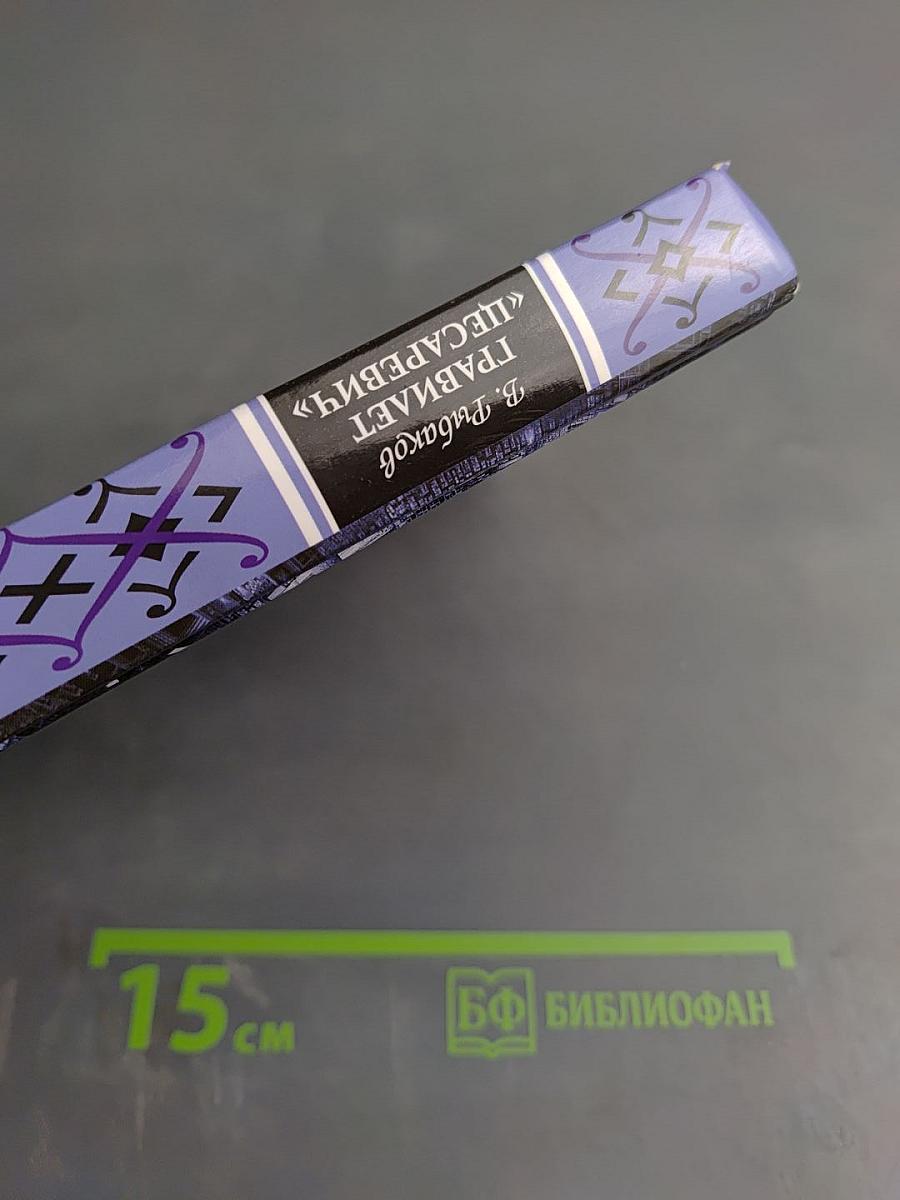 В. Рыбаков
ГРАВИЛЕТ
«ЦЕСАРЕВИЧ»
15 см
БФ БИБЛИОФАН